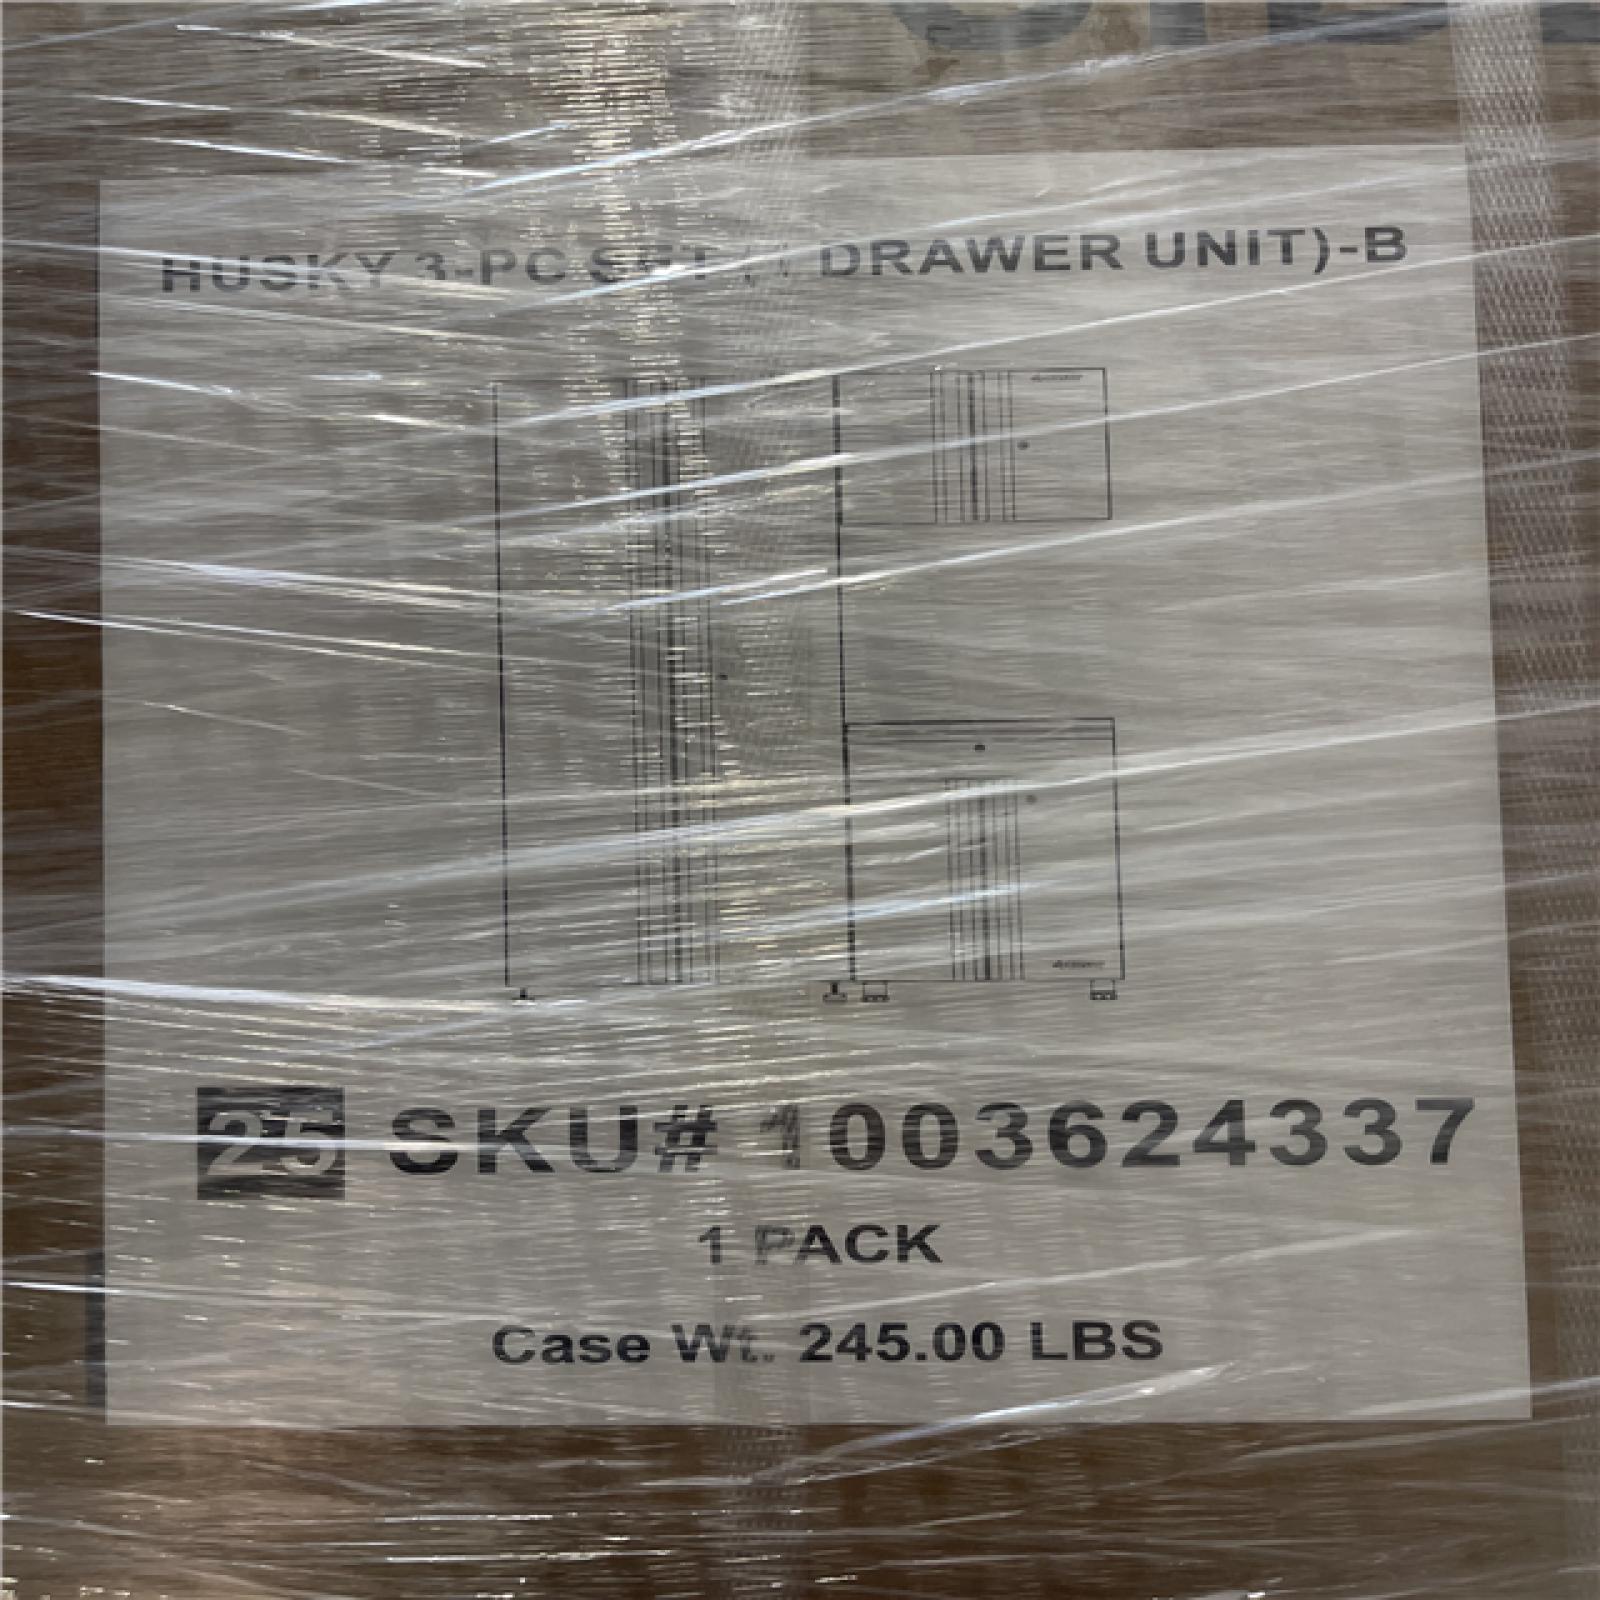 HUSKY 3-PC SET DRAWER UNIT)-B
25 SKU# 1003624337
1 PACK
Case Wt. 245.00 LBS